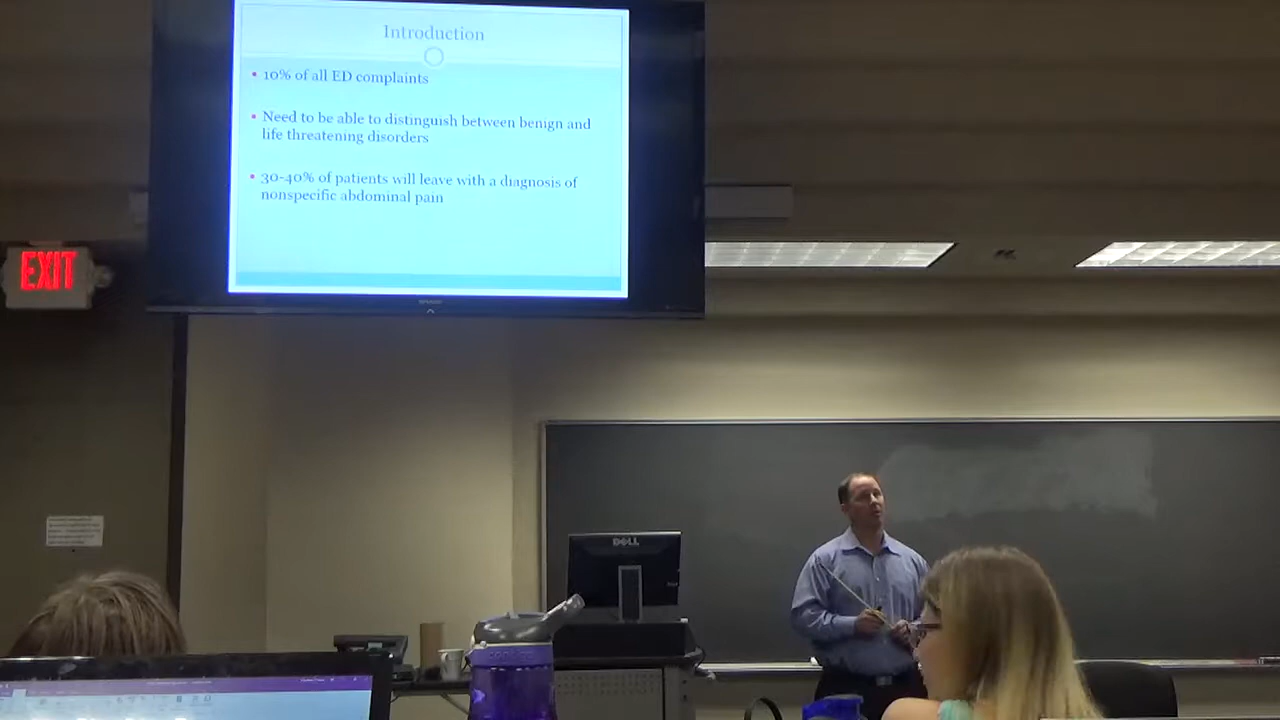 Introduction
• 10% of all ED complaints
• Need to be able to distinguish between benign and
life threatening disorders
• 30-40% of patients will leave with a diagnosis of
nonspecific abdominal pain
EXIT
DELL